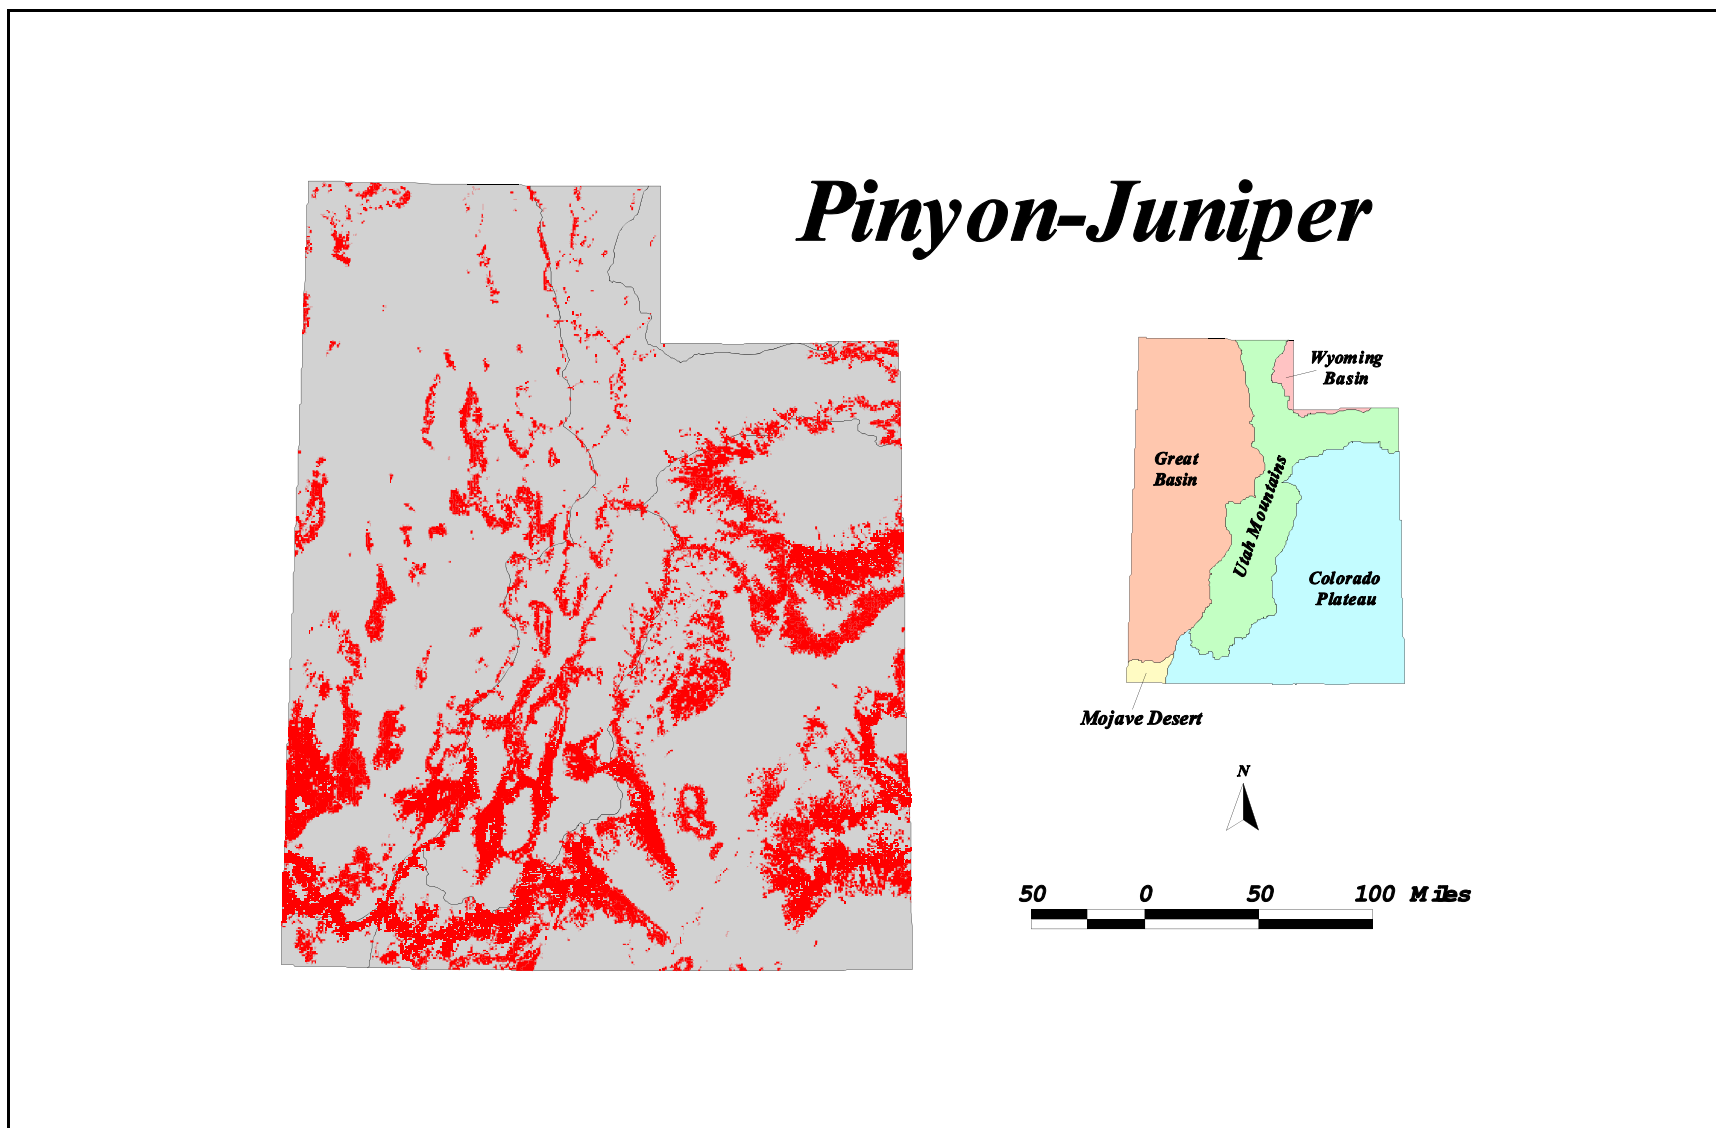 Pinyon-Juniper
Wyoming
Basin
Great
Basin
Utah Mountains
Colorado
Plateau
Mojave Desert
N
50 0 50 100 Miles